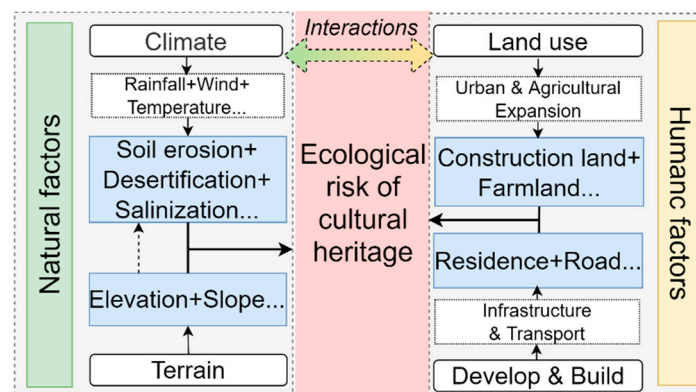 Natural factors
Climate
Rainfall+Wind+
Temperature...
Soil erosion+
Desertification+
Salinization...
Elevation+Slope...
Terrain
Interactions
Ecological
risk of
cultural
heritage
Land use
Urban & Agricultural
Expansion
Construction land+
Farmland...
Residence+Road...
Infrastructure
& Transport
Develop & Build
Humanc factors